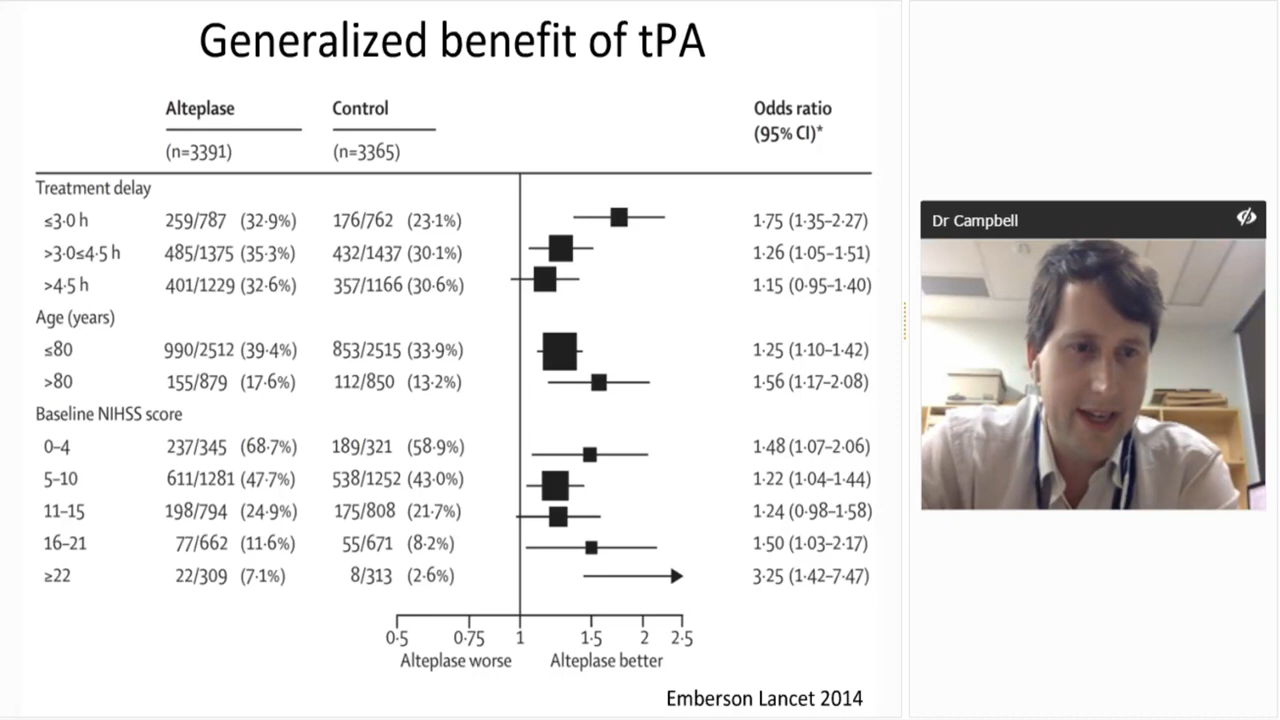 Generalized benefit of tPA
Alteplase Control Odds ratio
(95% CI)*
(n=3391) (n=3365)
Treatment delay
≤3·0 h 259/787 (32·9%) 176/762 (23·1%) 1·75 (1·35–2·27)
>3·0≤4·5 h 485/1375 (35·3%) 432/1437 (30·1%) 1·26 (1·05–1·51)
>4·5 h 401/1229 (32·6%) 357/1166 (30·6%) 1·15 (0·95–1·40)
Age (years)
≤80 990/2512 (39·4%) 853/2515 (33·9%) 1·25 (1·10–1·42)
>80 155/879 (17·6%) 112/850 (13·2%) 1·56 (1·17–2·08)
Baseline NIHSS score
0–4 237/345 (68·7%) 189/321 (58·9%) 1·48 (1·07–2·06)
5–10 611/1281 (47·7%) 538/1252 (43·0%) 1·22 (1·04–1·44)
11–15 198/794 (24·9%) 175/808 (21·7%) 1·24 (0·98–1·58)
16–21 77/662 (11·6%) 55/671 (8·2%) 1·50 (1·03–2·17)
≥22 22/309 (7·1%) 8/313 (2·6%) 3·25 (1·42–7·47)
0·5 0·75 1 1·5 2 2·5
Alteplase worse Alteplase better
Emberson Lancet 2014
Dr Campbell